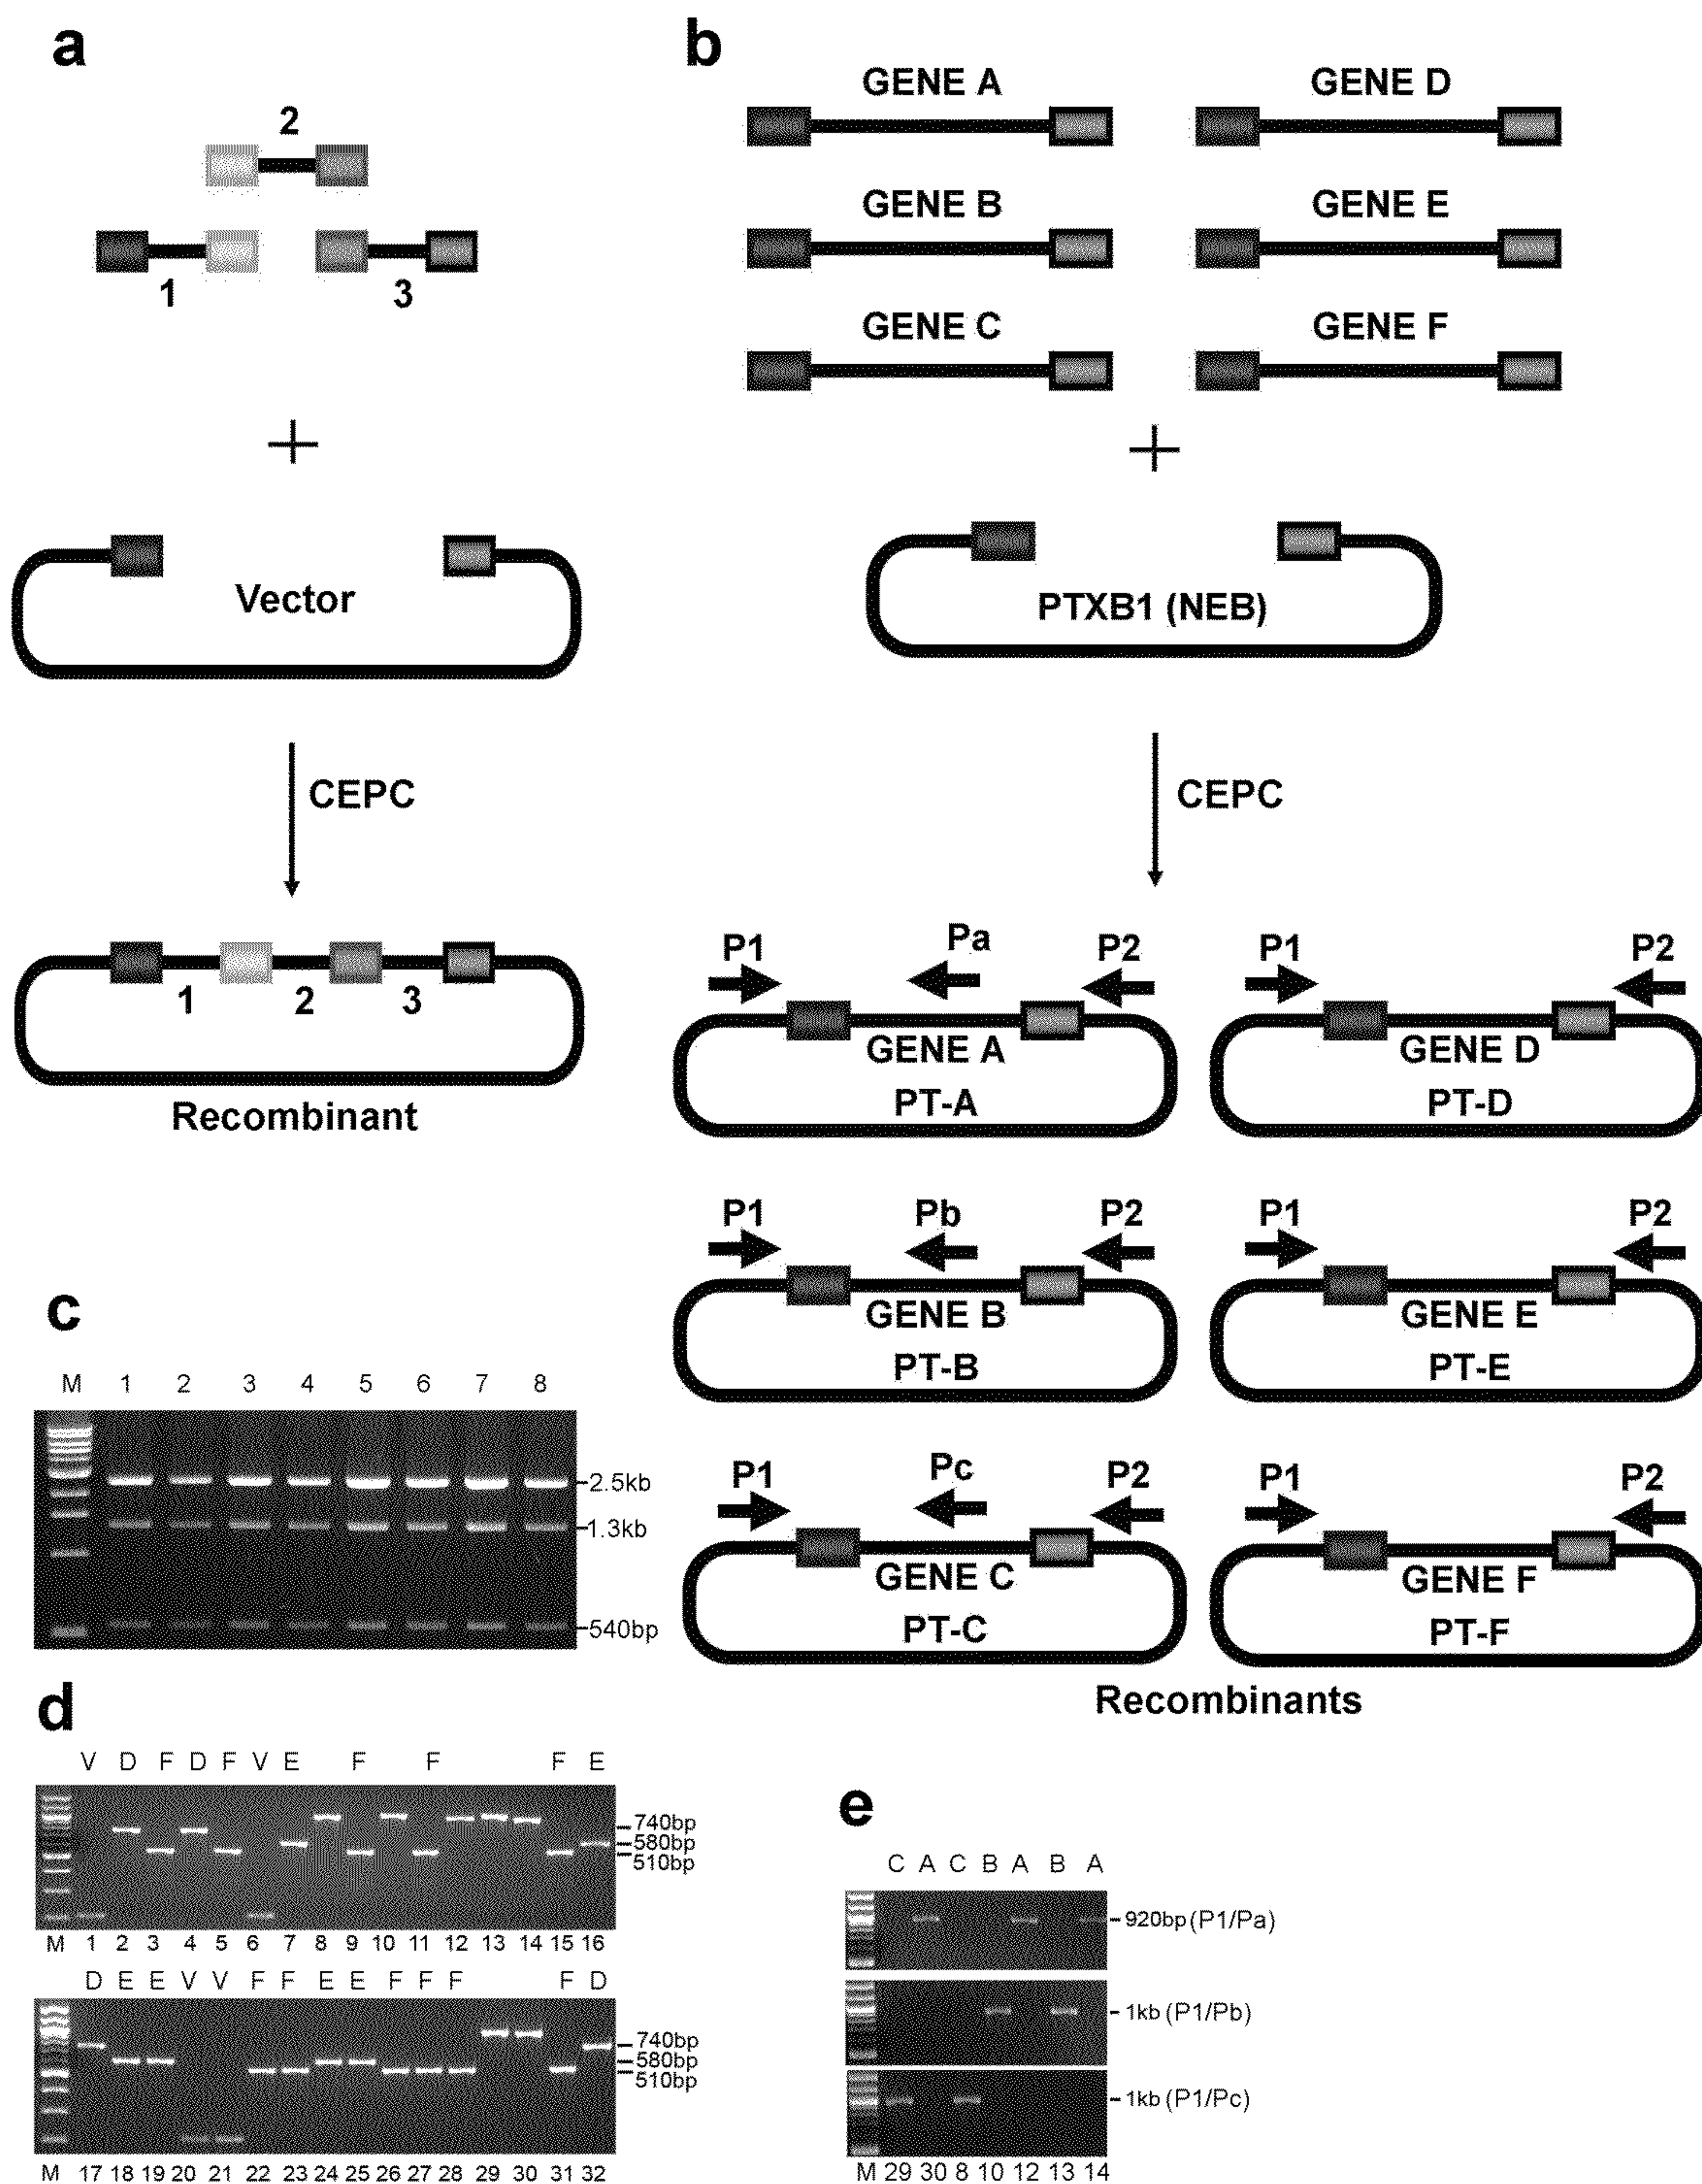 a
2
1 3
Vector
CEPC
1 2 3
Recombinant
b
GENE A GENE D
GENE B GENE E
GENE C GENE F
PTXB1 (NEB)
CEPC
P1 Pa P2 P1 P2
GENE A GENE D
PT-A PT-D
P1 Pb P2 P1 P2
GENE B GENE E
PT-B PT-E
P1 Pc P2 P1 P2
GENE C GENE F
PT-C PT-F
Recombinants
c
M 1 2 3 4 5 6 7 8
2.5kb
1.3kb
540bp
d
V D F D F V E F F F E
740bp
580bp
510bp
M 1 2 3 4 5 6 7 8 9 10 11 12 13 14 15 16
D E E V V F F E E F F F F D
740bp
580bp
510bp
M 17 18 19 20 21 22 23 24 25 26 27 28 29 30 31 32
e
C A C B A B A
920bp (P1/Pa)
1kb (P1/Pb)
1kb (P1/Pc)
M 29 30 8 10 12 13 14